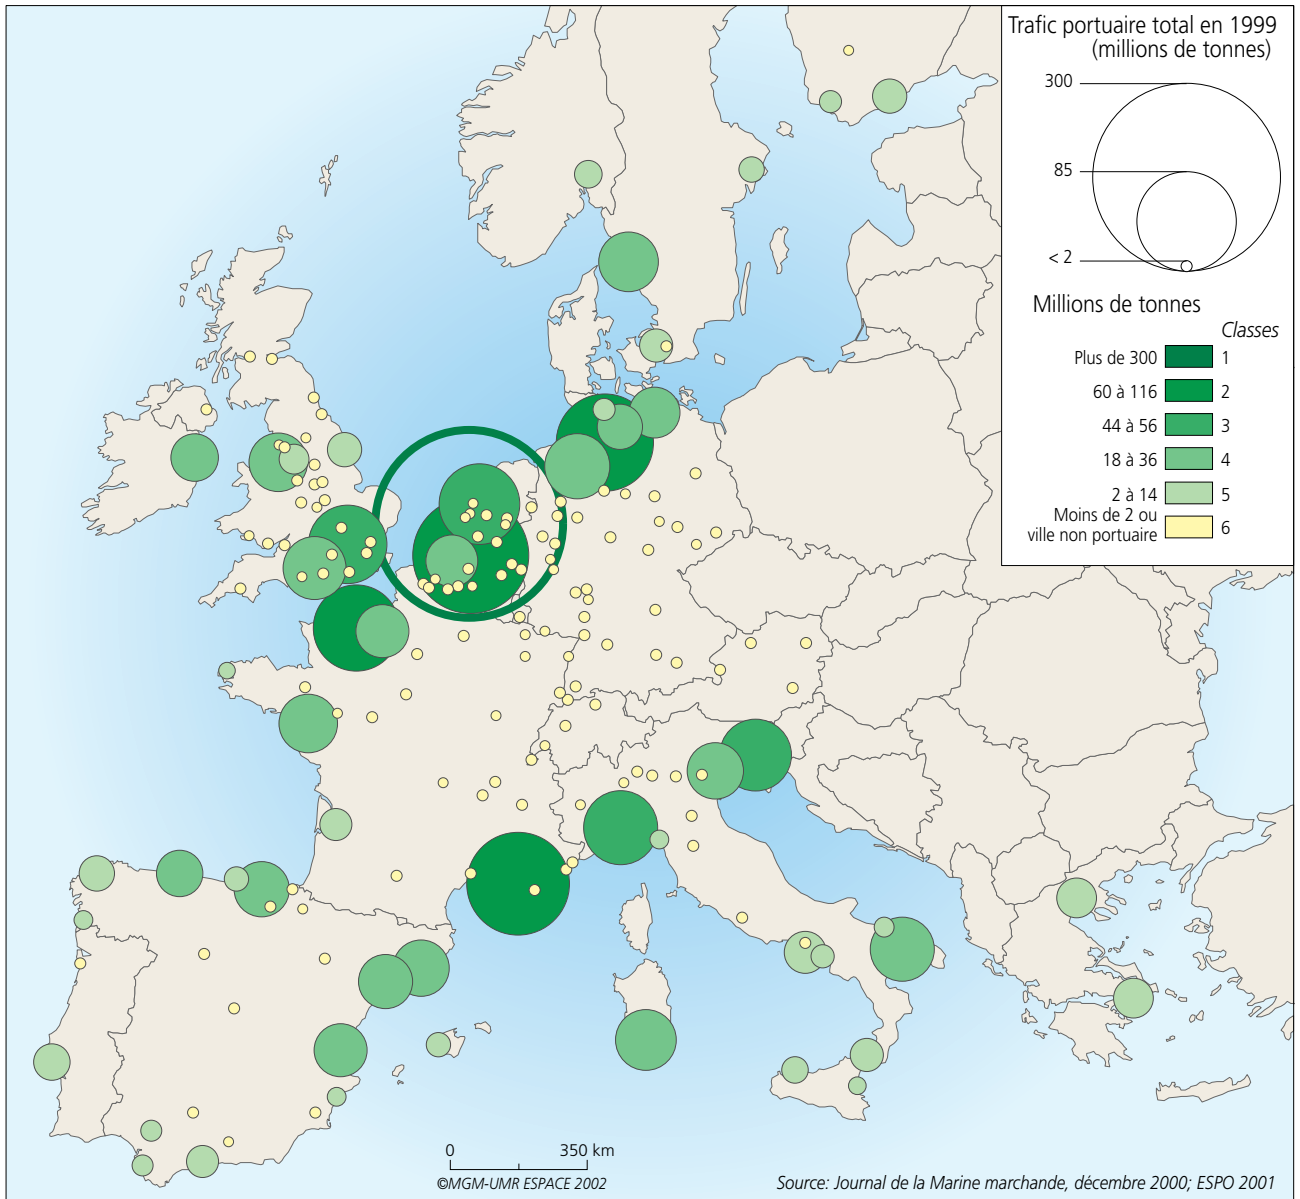 Trafic portuaire total en 1999
(millions de tonnes)
300
85
< 2
Millions de tonnes
Classes
Plus de 300 1
60 à 116 2
44 à 56 3
18 à 36 4
2 à 14 5
Moins de 2 ou
ville non portuaire 6
0 350 km
©MGM-UMR ESPACE 2002
Source: Journal de la Marine marchande, décembre 2000; ESPO 2001